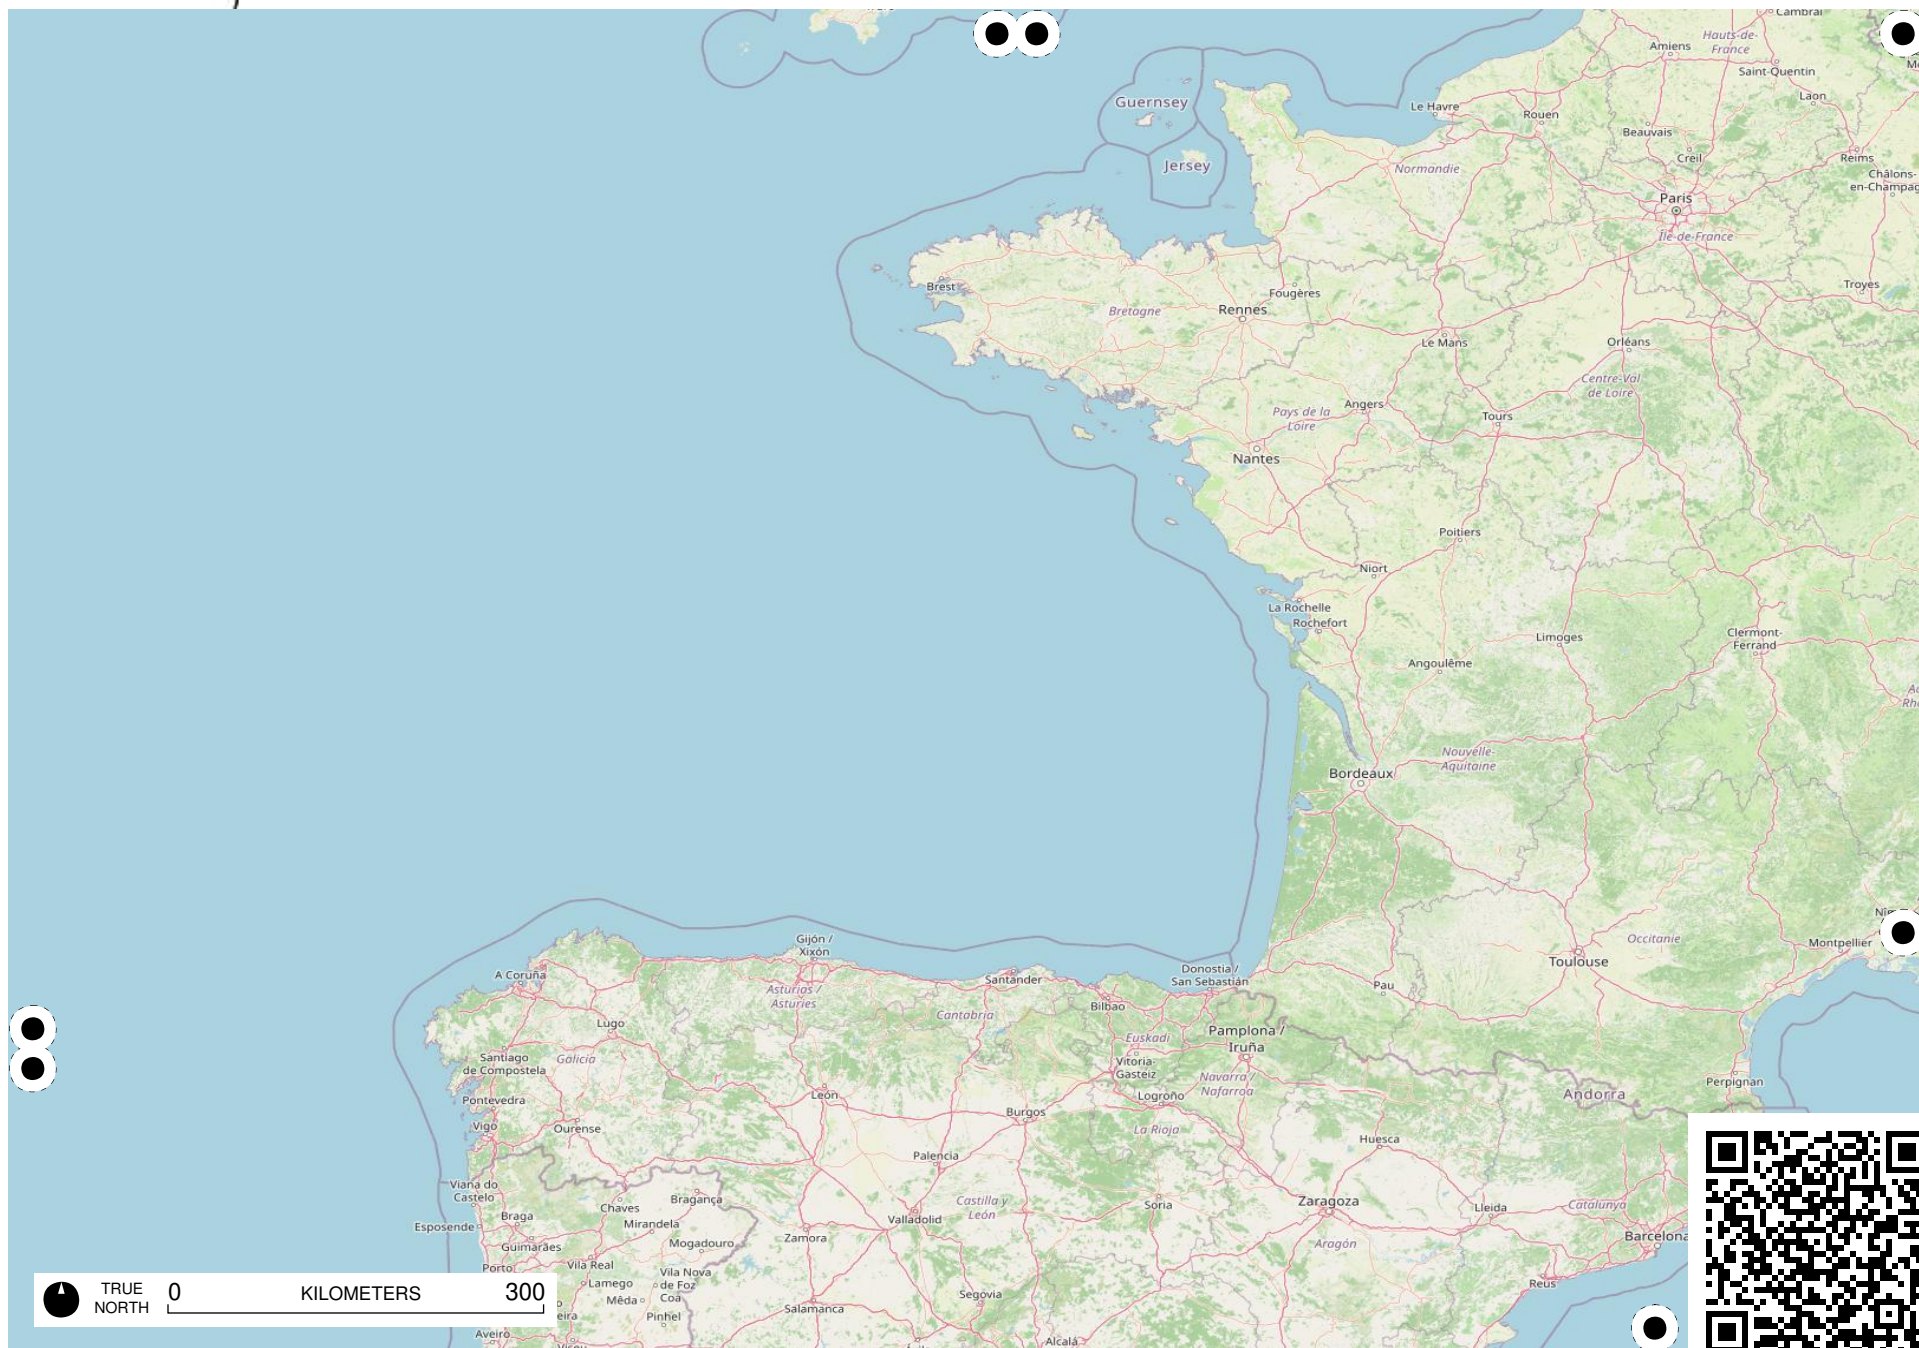 Cambrai
Hauts-de-
France
Amiens
Saint-Quentin
Laon
Guernsey
Le Havre
Rouen
Beauvais
Creil
Reims
Jersey
Normandie
Châlons-
en-Champag
Paris
Île-de-France
Brest
Fougères
Troyes
Bretagne
Rennes
Le Mans
Orléans
Centre-Val
de Loire
Angers
Pays de la
Loire
Tours
Nantes
Poitiers
Niort
La Rochelle
Rochefort
Limoges
Clermont-
Ferrand
Angoulême
Nouvelle-
Aquitaine
Bordeaux
Gijón /
Xixón
Occitanie
Montpellier
Toulouse
A Coruña
Santander
Donostia /
San Sebastián
Pau
Asturias /
Asturies
Bilbao
Cantabria
Lugo
Euskadi
Pamplona /
Iruña
Santiago
de Compostela
Galicia
Vitoria-
Gasteiz
Navarra /
Nafarroa
Perpignan
Andorra
Pontevedra
León
Logroño
Burgos
Vigo
Ourense
La Rioja
Huesca
Palencia
Viana do
Castelo
Bragança
Chaves
Castilla y
León
Soria
Zaragoza
Lleida
Catalunya
Braga
Esposende
Mirandela
Valladolid
Barcelona
Guimarães
Mogadouro
Zamora
Aragón
Porto
Vila Real
Lamego
Vila Nova
de Foz
Coa
Mêda
Reus
Segovia
Salamanca
Pinhel
eira
Aveiro
Alcalá
TRUE
NORTH
0 KILOMETERS 300